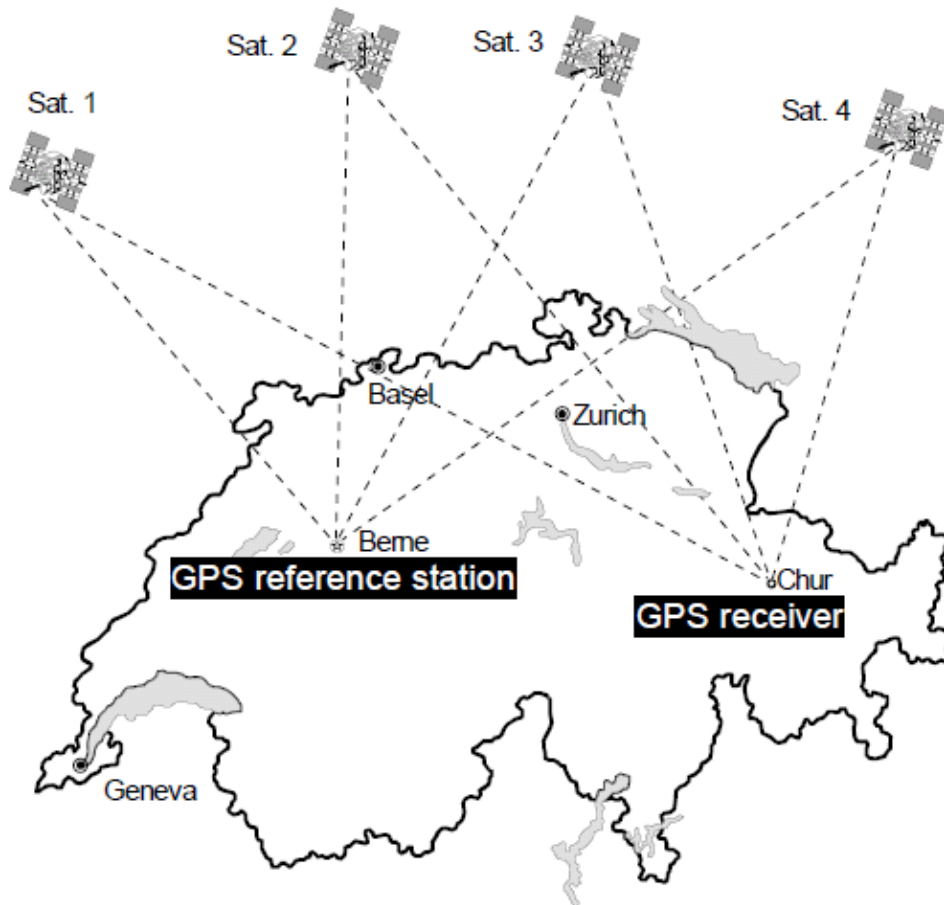 Sat. 2
Sat. 3
Sat. 1
Sat. 4
Basel
Zurich
Berne
GPS reference station
Chur
GPS receiver
Geneva